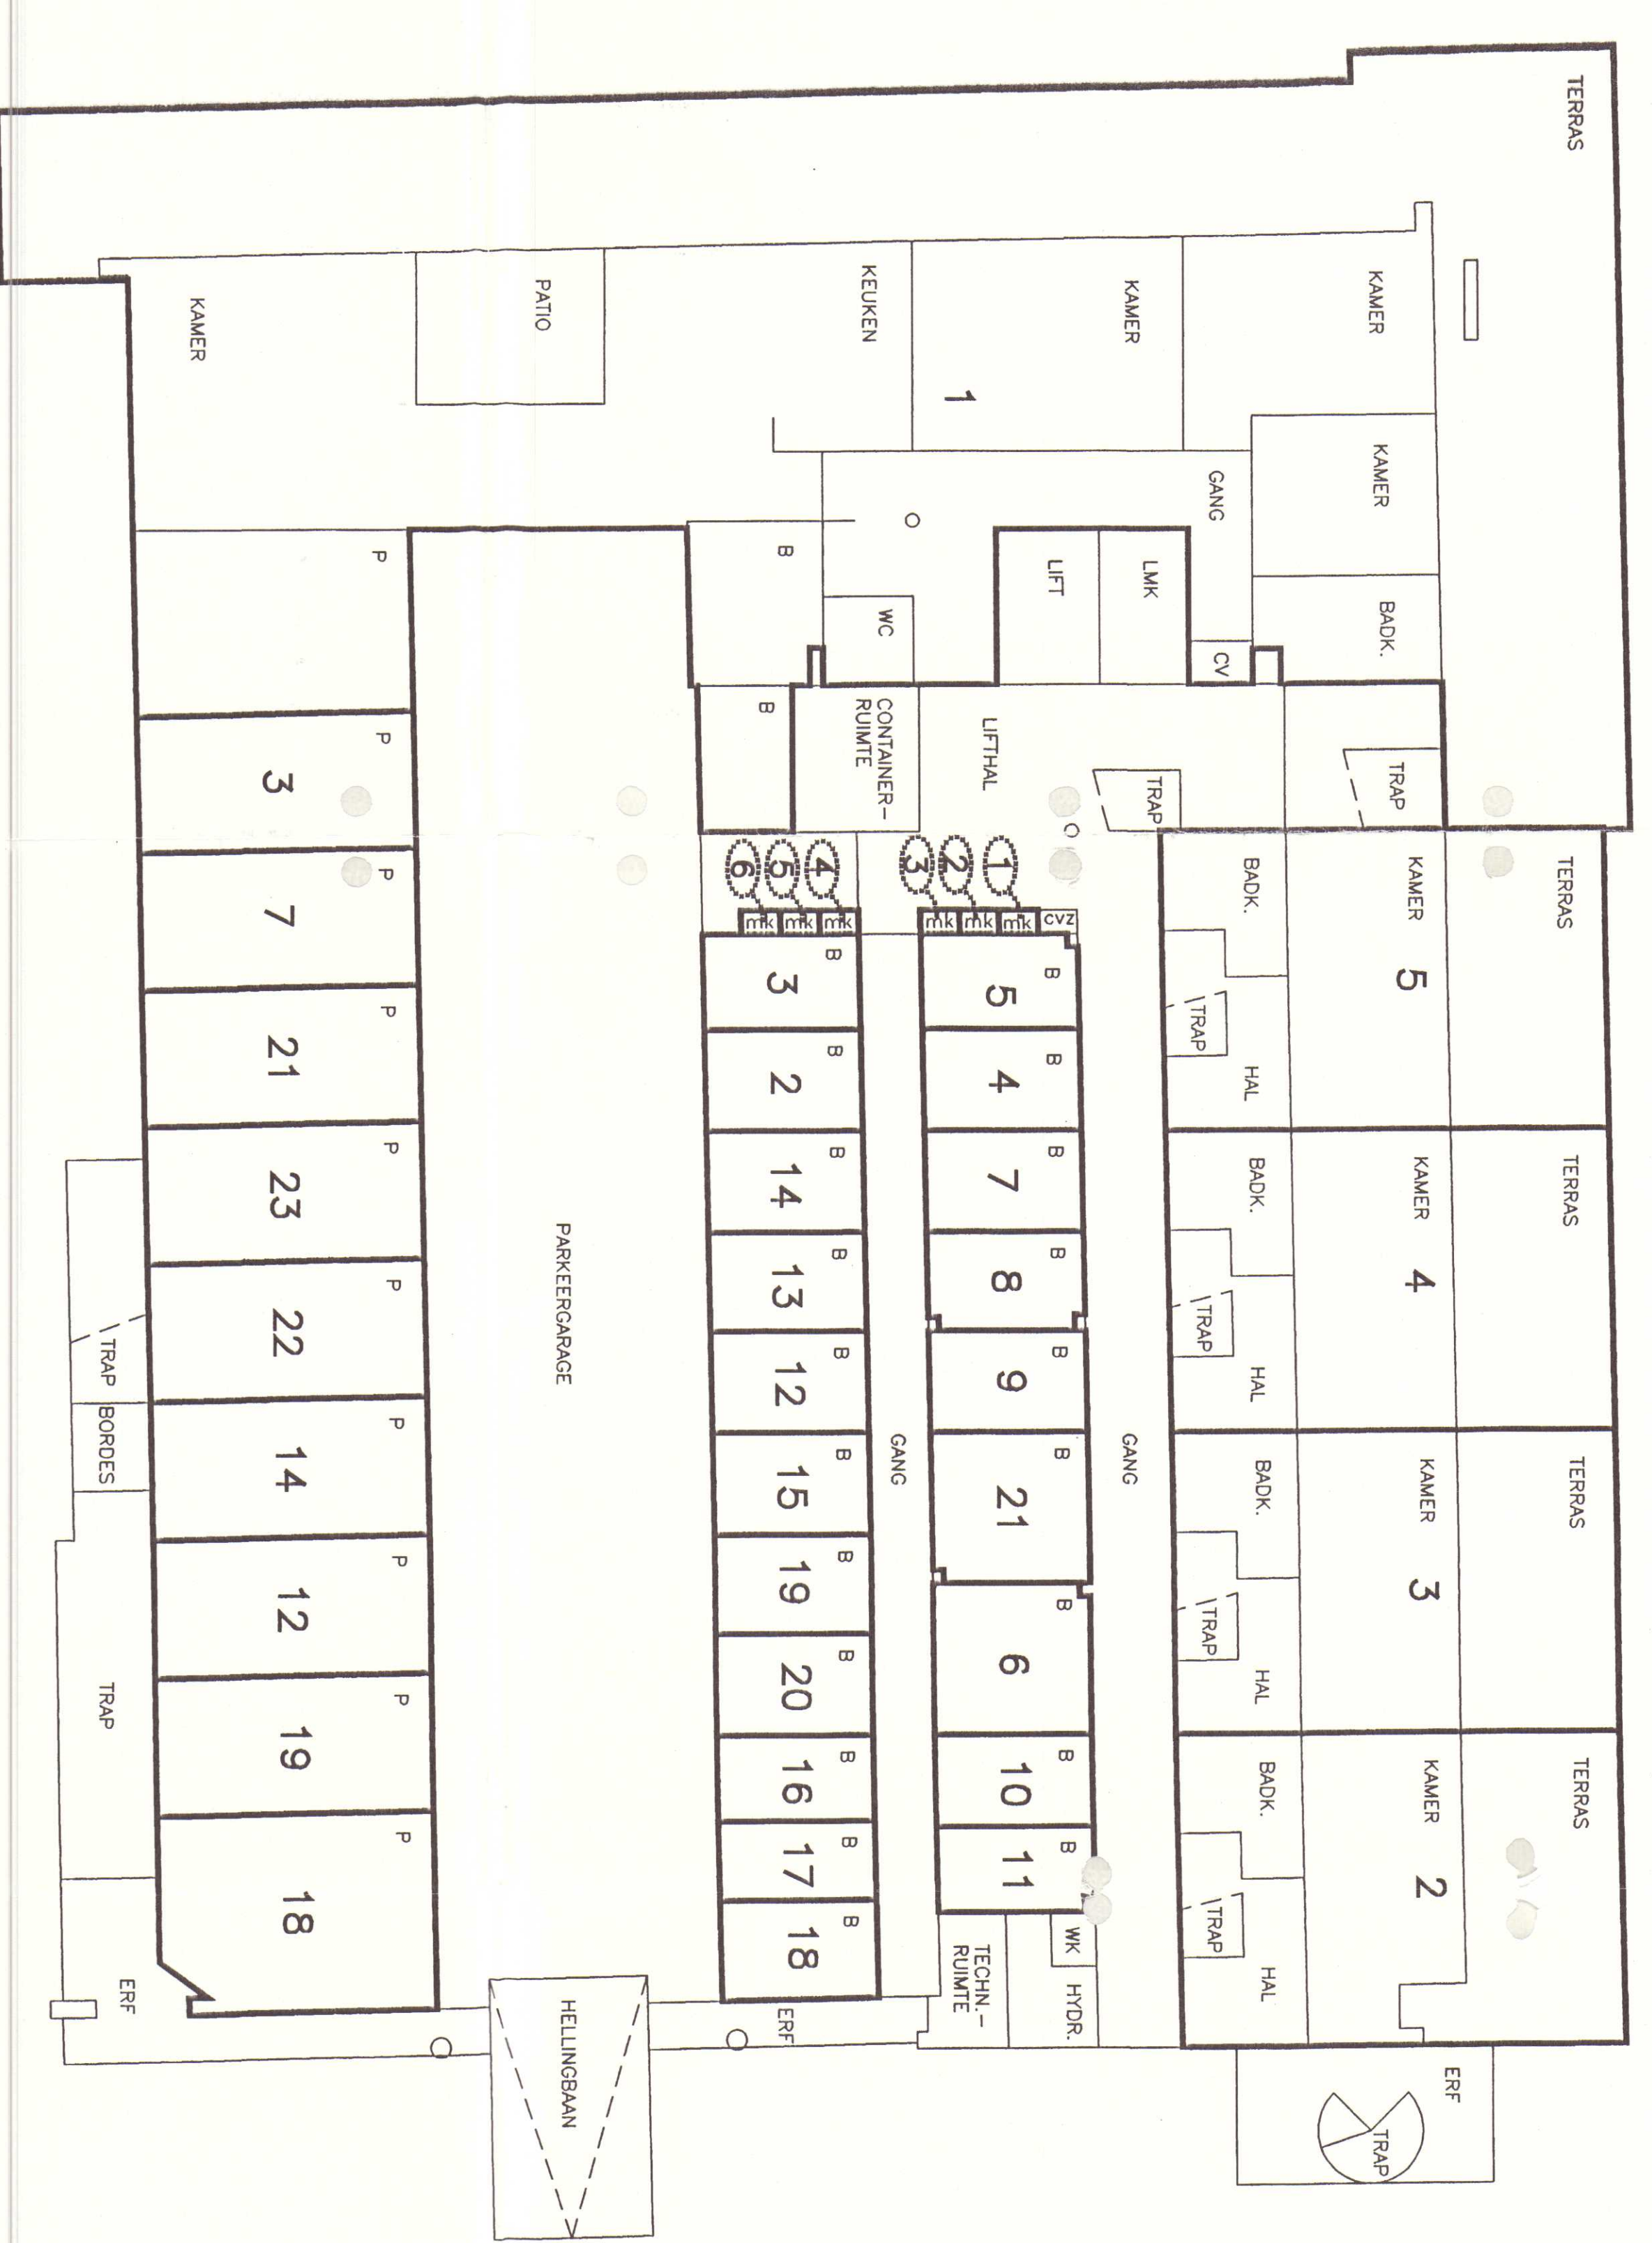 TERRAS
TERRAS
TERRAS
TERRAS
TERRAS
KAMER
KAMER
BADK.
TRAP
KAMER
5
KAMER
4
KAMER
3
KAMER
2
ERF
TRAP
GANG
CV
BADK.
TRAP
HAL
BADK.
TRAP
HAL
BADK.
TRAP
HAL
BADK.
TRAP
HAL
KAMER
1
LMK
LIFT
TRAP
LIFTHAL
GANG
CVZ
1
2
3
mk
mk
mk
B
5
B
4
B
7
B
8
B
9
B
21
B
6
B
10
B
11
WK
HYDR.
TECHN.-
RUIMTE
KEUKEN
WC
CONTAINER-
RUIMTE
GANG
B
B
4
5
6
mk
mk
mk
B
3
B
2
B
14
B
13
B
12
B
15
B
19
B
20
B
16
B
17
B
18
ERF
PATIO
PARKEERGARAGE
HELLINGBAAN
KAMER
P
P
3
P
7
P
21
P
23
P
22
P
14
P
12
P
19
P
18
TRAP
BORDES
TRAP
ERF